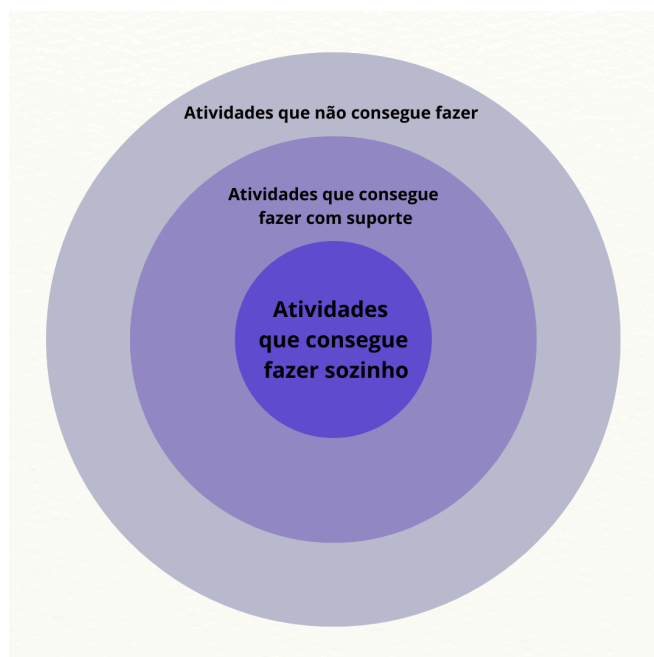 Atividades que não consegue fazer
Atividades que consegue
fazer com suporte
Atividades
que consegue
fazer sozinho